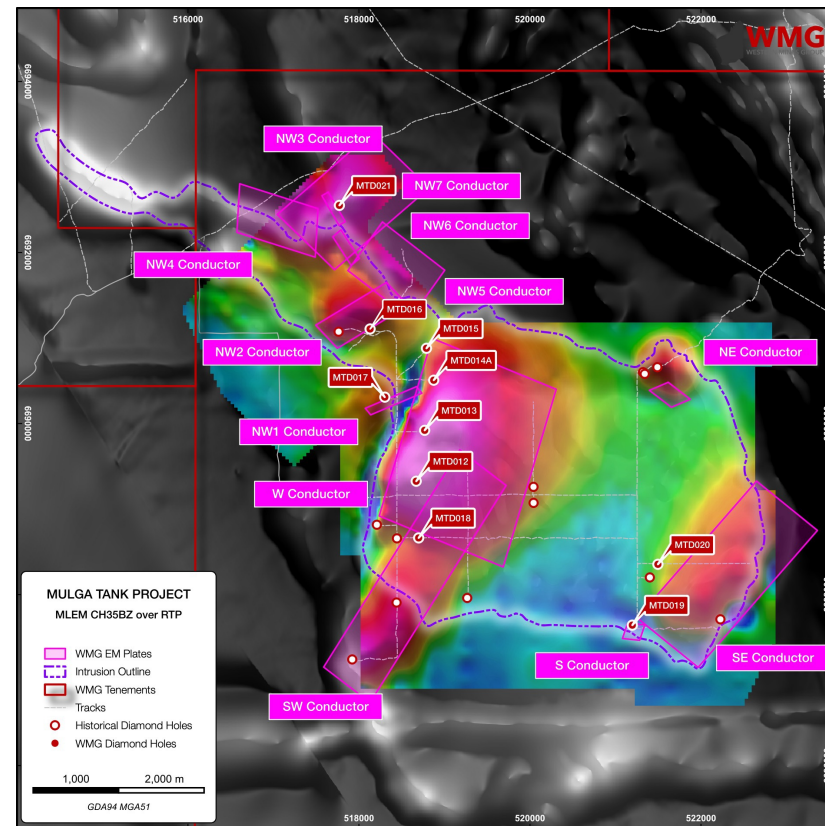 516000
518000
520000
522000
WMG
6694000
NW3 Conductor
MTD021
NW7 Conductor
NW6 Conductor
6692000
NW4 Conductor
NW5 Conductor
MTD016
MTD015
NW2 Conductor
NE Conductor
MTD014A
MTD017
MTD013
6690000
NW1 Conductor
MTD012
W Conductor
MTD018
MTD020
MTD019
S Conductor
SE Conductor
SW Conductor
MULGA TANK PROJECT
MLEM CH35BZ over RTP
WMG EM Plates
Intrusion Outline
WMG Tenements
Tracks
Historical Diamond Holes
WMG Diamond Holes
1,000
2,000 m
GDA94 MGA51
518000
520000
522000